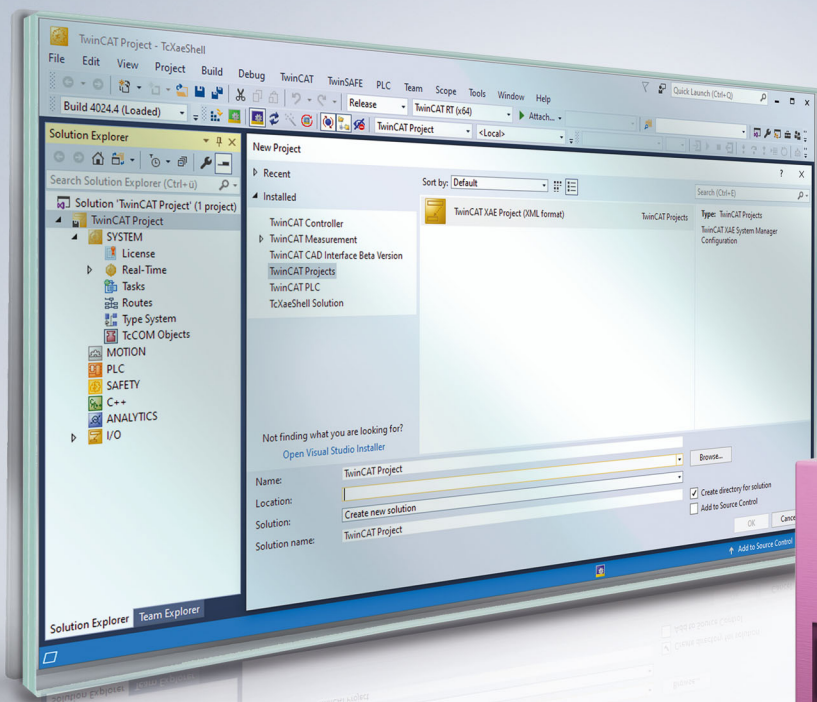 TwinCAT Project - TcXaeShell
File Edit View Project Build Debug TwinCAT TwinSAFE PLC Team Scope Tools Window Help
Quick Launch (Ctrl+Q)
Release TwinCAT RT (x64) Attach...
Build 4024.4 (Loaded) TwinCAT Project <Local>
Solution Explorer
Search Solution Explorer (Ctrl+ü)
Solution 'TwinCAT Project' (1 project)
TwinCAT Project
SYSTEM
License
Real-Time
Tasks
Routes
Type System
TcCOM Objects
MOTION
PLC
SAFETY
C++
ANALYTICS
I/O
Solution Explorer Team Explorer
New Project
? X
Recent
Installed
TwinCAT Controller
TwinCAT Measurement
TwinCAT CAD Interface Beta Version
TwinCAT Projects
TwinCAT PLC
TcXaeShell Solution
Not finding what you are looking for?
Open Visual Studio Installer
Sort by: Default
TwinCAT XAE Project (XML format) TwinCAT Projects
Search (Ctrl+E)
Type: TwinCAT Projects
TwinCAT XAE System Manager
Configuration
Name: TwinCAT Project
Location:
Browse...
Solution: Create new solution
Solution name: TwinCAT Project
Create directory for solution
Add to Source Control
OK Cance
Add to Source Control